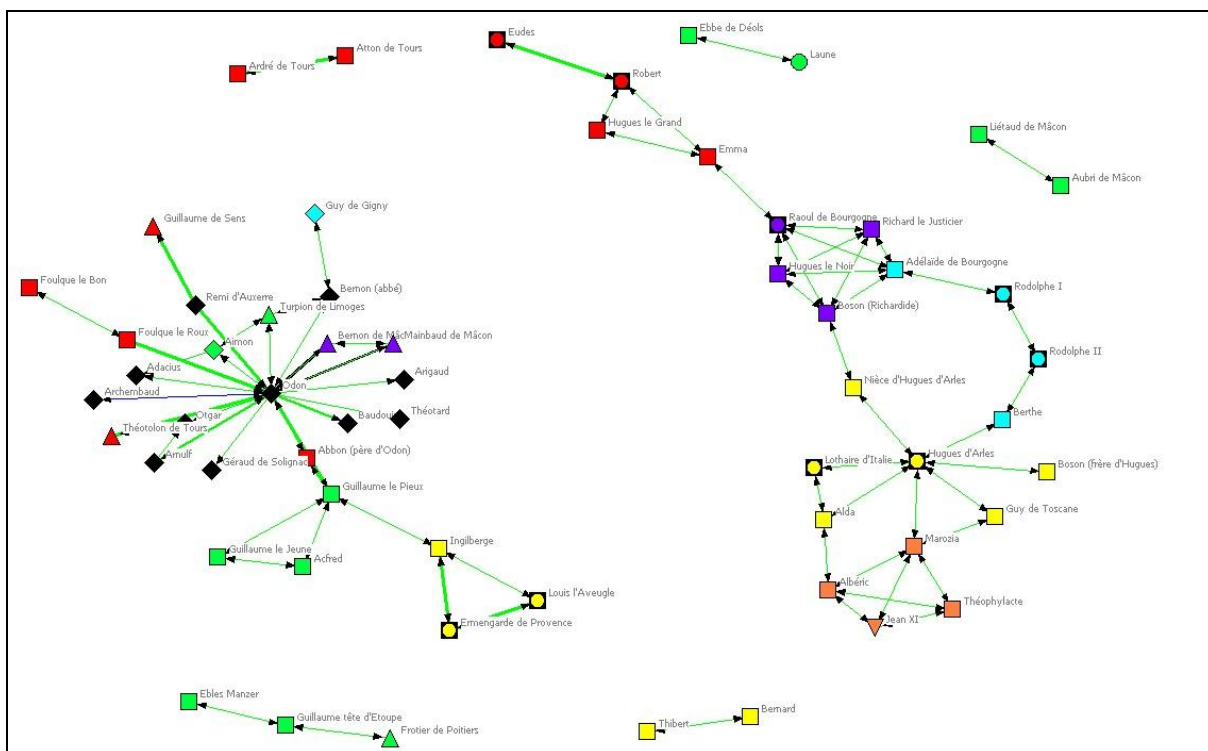 Eudes
Ebbe de Déols
Atton de Tours
Laune
Ardré de Tours
Robert
Hugues le Grand
Liétaud de Mâcon
Emma
Aubri de Mâcon
Guy de Gigny
Guillaume de Sens
Raoul de Bourgogne
Richard le Justicier
Adélaïde de Bourgogne
Hugues le Noir
Foulque le Bon
Remi d'Auxerre
Bernon (abbé)
Rodolphe I
Turpion de Limoges
Boson (Richardide)
Foulque le Roux
Aimon
Bernon de Mâc
Mainbaud de Mâcon
Rodolphe II
Adacius
Archembaud
Odon
Arigaud
Nièce d'Hugues d'Arles
Otgar
Théotolon de Tours
Baudoui
Théotard
Berthe
Arnulf
Géraud de Solignac
Abbon (père d'Odon)
Lothaire d'Italie
Hugues d'Arles
Boson (frère d'Hugues)
Guillaume le Pieux
Alda
Guy de Toscane
Ingilberge
Marozia
Guillaume le Jeune
Acfred
Albéric
Louis l'Aveugle
Théophylacte
Ermengarde de Provence
Jean XI
Ebles Manzer
Guillaume tête d'Etoupe
Frotier de Poitiers
Thibert
Bernard